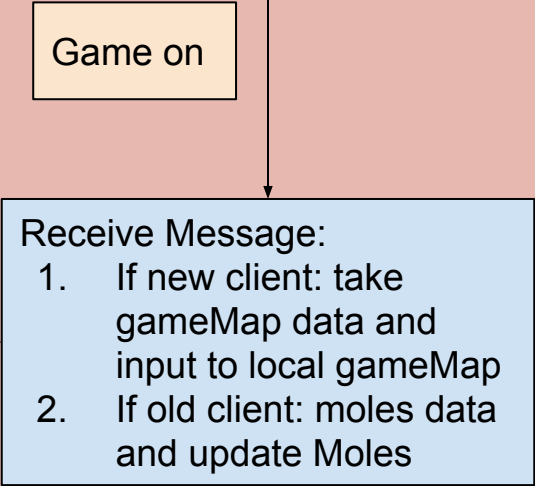 Game on
Receive Message:
1. If new client: take
gameMap data and
input to local gameMap
2. If old client: moles data
and update Moles